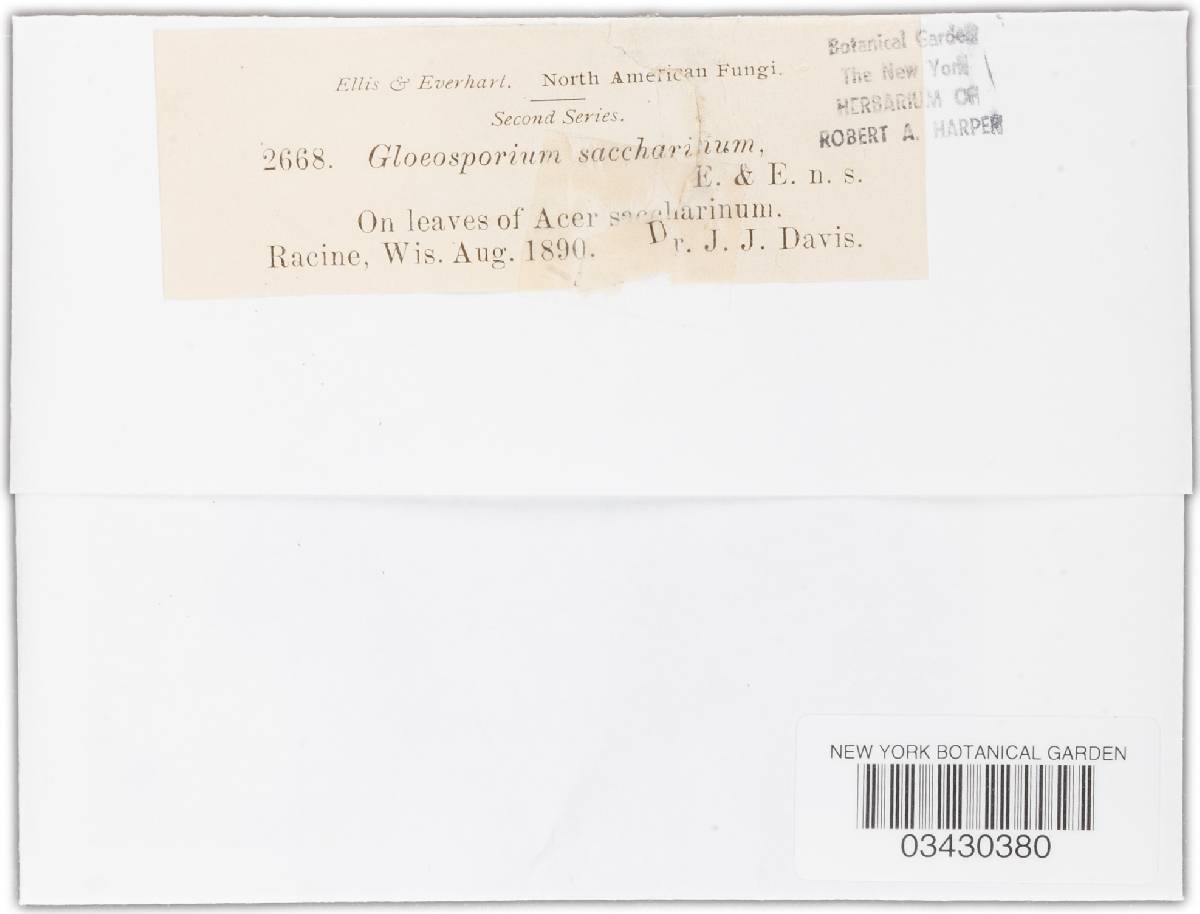 Ellis & Everhart. North American Fungi.
Second Series.
2668. Gloeosporium saccharinum,
E. & E. n. s.
On leaves of Acer saccharinum.
Racine, Wis. Aug. 1890. Dr. J. J. Davis.
Botanical Garden
The New York
HERBARIUM OF
ROBERT A. HARPER
NEW YORK BOTANICAL GARDEN
03430380